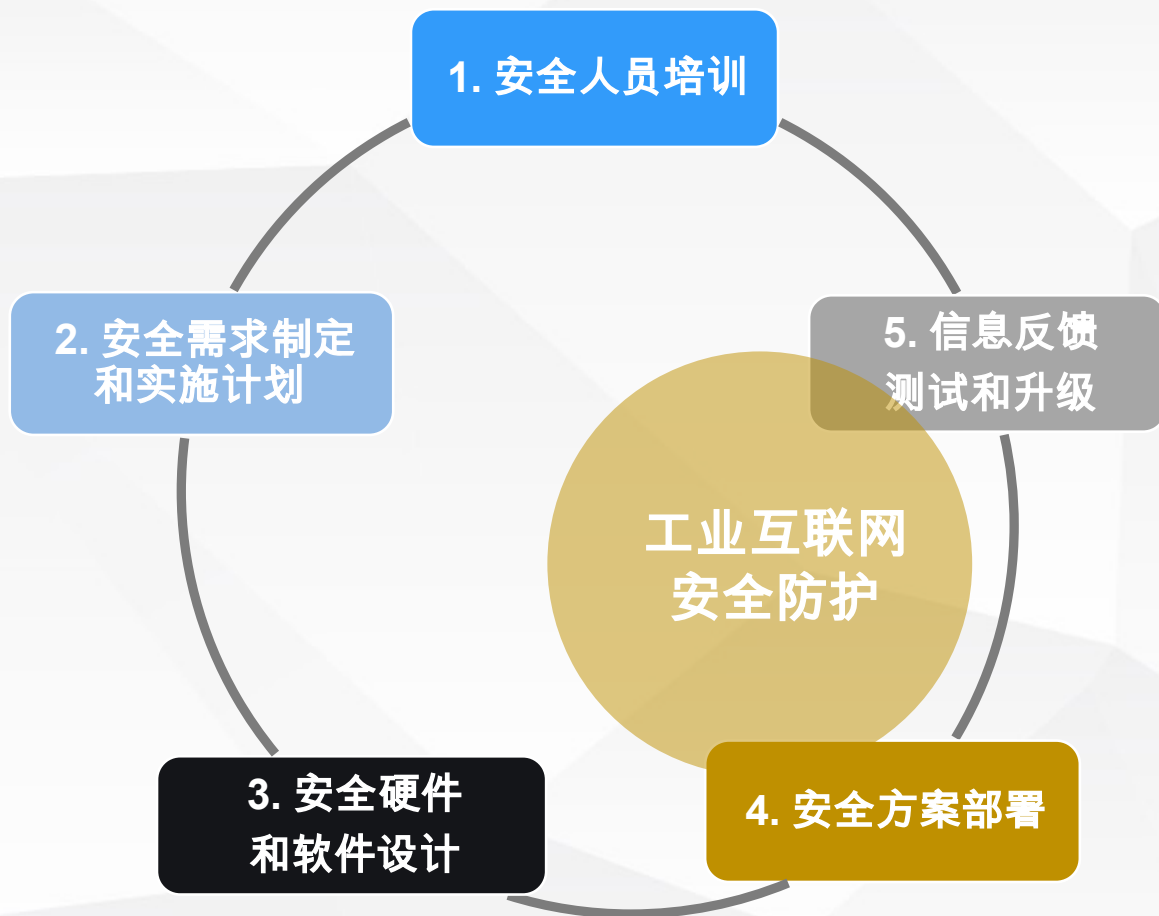 1. 安全人员培训
2. 安全需求制定
和实施计划
3. 安全硬件
和软件设计
4. 安全方案部署
5. 信息反馈
测试和升级
工业互联网
安全防护